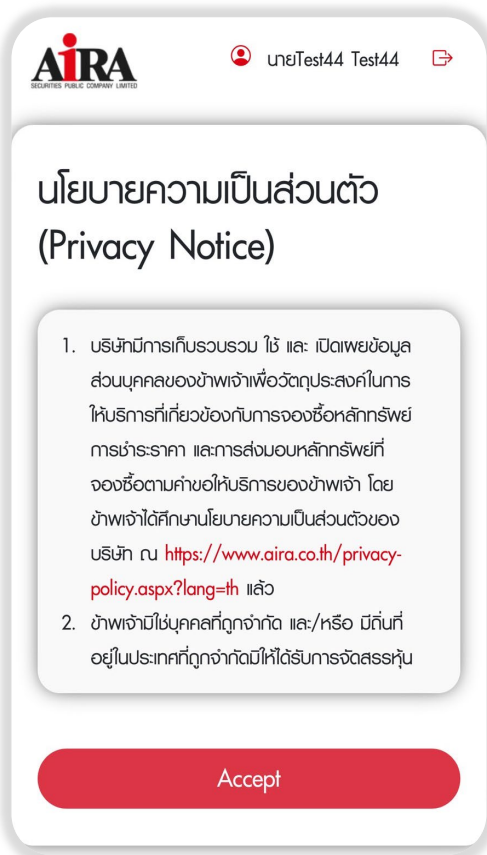 AiRA
SECURITIES PUBLIC COMPANY LIMITED
นายTest44 Test44
นโยบายความเป็นส่วนตัว
(Privacy Notice)
1. บริษัทมีการเก็บรวบรวม ใช้ และ เปิดเผยข้อมูล
ส่วนบุคคลของข้าพเจ้าเพื่อวัตถุประสงค์ในการ
ให้บริการที่เกี่ยวข้องกับการจองซื้อหลักทรัพย์
การชำระราคา และการส่งมอบหลักทรัพย์ที่
จองซื้อตามคำขอให้บริการของข้าพเจ้า โดย
ข้าพเจ้าได้ศึกษานโยบายความเป็นส่วนตัวของ
บริษัท ณ https://www.aira.co.th/privacy-
policy.aspx?lang=th แล้ว
2. ข้าพเจ้ามิใช่บุคคลที่ถูกจำกัด และ/หรือ มีถิ่นที่
อยู่ในประเทศที่ถูกจำกัดมิให้ได้รับการจัดสรรหุ้น
Accept